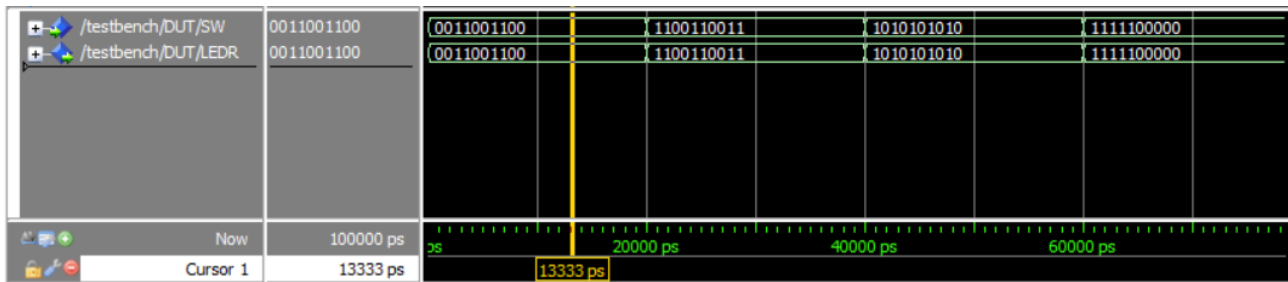 /testbench/DUT/SW 0011001100 0011001100 1100110011 1010101010 1111100000
/testbench/DUT/LEDR 0011001100 0011001100 1100110011 1010101010 1111100000
Now 100000 ps ps 20000 ps 40000 ps 60000 ps
Cursor 1 13333 ps 13333 ps